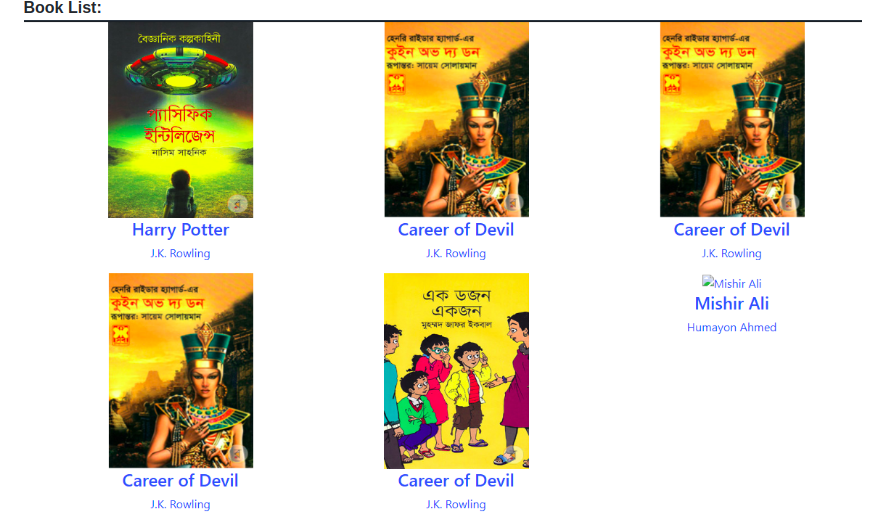 Book List:
বৈজ্ঞানিক কল্পকাহিনী
প্যাসিফিক
ইন্টিলিজেন্স
নাসিম সাহনিক
Harry Potter
J.K. Rowling
হেনরি রাইডার হ্যাগার্ড-এর
কুইন অভ দ্য ডন
রূপান্তর: সায়েম সোলায়মান
Career of Devil
J.K. Rowling
হেনরি রাইডার হ্যাগার্ড-এর
কুইন অভ দ্য ডন
রূপান্তর: সায়েম সোলায়মান
Career of Devil
J.K. Rowling
হেনরি রাইডার হ্যাগার্ড-এর
কুইন অভ দ্য ডন
রূপান্তর: সায়েম সোলায়মান
Career of Devil
J.K. Rowling
এক ডজন
একজন
মুহম্মদ জাফর ইকবাল
Career of Devil
J.K. Rowling
Mishir Ali
Mishir Ali
Humayon Ahmed